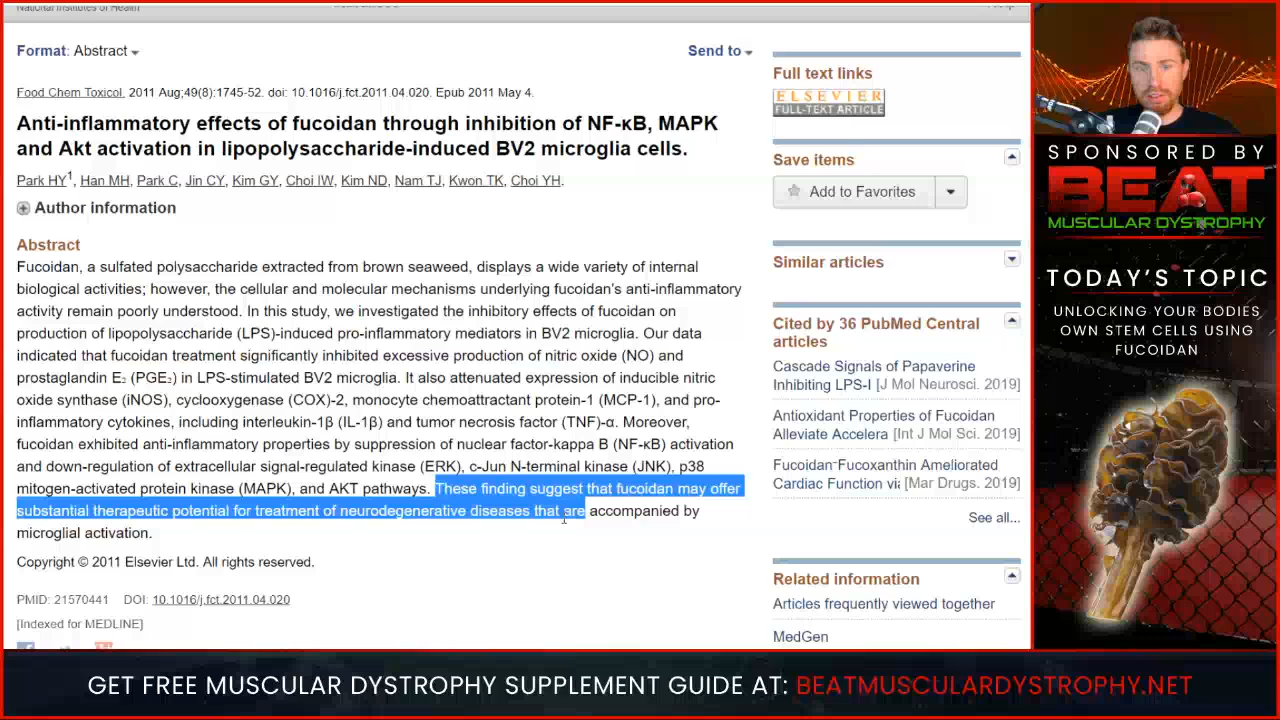 National Institutes of Health
Format: Abstract
Send to
Food Chem Toxicol. 2011 Aug;49(8):1745-52. doi: 10.1016/j.fct.2011.04.020. Epub 2011 May 4.
Anti-inflammatory effects of fucoidan through inhibition of NF-κB, MAPK
and Akt activation in lipopolysaccharide-induced BV2 microglia cells.
Park HY1, Han MH, Park C, Jin CY, Kim GY, Choi IW, Kim ND, Nam TJ, Kwon TK, Choi YH.
Author information
Abstract
Fucoidan, a sulfated polysaccharide extracted from brown seaweed, displays a wide variety of internal
biological activities; however, the cellular and molecular mechanisms underlying fucoidan's anti-inflammatory
activity remain poorly understood. In this study, we investigated the inhibitory effects of fucoidan on
production of lipopolysaccharide (LPS)-induced pro-inflammatory mediators in BV2 microglia. Our data
indicated that fucoidan treatment significantly inhibited excessive production of nitric oxide (NO) and
prostaglandin E₂ (PGE₂) in LPS-stimulated BV2 microglia. It also attenuated expression of inducible nitric
oxide synthase (iNOS), cyclooxygenase (COX)-2, monocyte chemoattractant protein-1 (MCP-1), and pro-
inflammatory cytokines, including interleukin-1β (IL-1β) and tumor necrosis factor (TNF)-α. Moreover,
fucoidan exhibited anti-inflammatory properties by suppression of nuclear factor-kappa B (NF-κB) activation
and down-regulation of extracellular signal-regulated kinase (ERK), c-Jun N-terminal kinase (JNK), p38
mitogen-activated protein kinase (MAPK), and AKT pathways. These finding suggest that fucoidan may offer
substantial therapeutic potential for treatment of neurodegenerative diseases that are accompanied by
microglial activation.
Copyright © 2011 Elsevier Ltd. All rights reserved.
PMID: 21570441 DOI: 10.1016/j.fct.2011.04.020
[Indexed for MEDLINE]
Full text links
ELSEVIER
FULL-TEXT ARTICLE
Save items
Add to Favorites
Similar articles
Cited by 36 PubMed Central
articles
Cascade Signals of Papaverine
Inhibiting LPS-I [J Mol Neurosci. 2019]
Antioxidant Properties of Fucoidan
Alleviate Accelera [Int J Mol Sci. 2019]
Fucoidan-Fucoxanthin Ameliorated
Cardiac Function via [Mar Drugs. 2019]
See all...
Related information
Articles frequently viewed together
MedGen
SPONSORED BY
BEAT
MUSCULAR DYSTROPHY
TODAY'S TOPIC
UNLOCKING YOUR BODIES
OWN STEM CELLS USING
FUCOIDAN
GET FREE MUSCULAR DYSTROPHY SUPPLEMENT GUIDE AT: BEATMUSCULARDYSTROPHY.NET